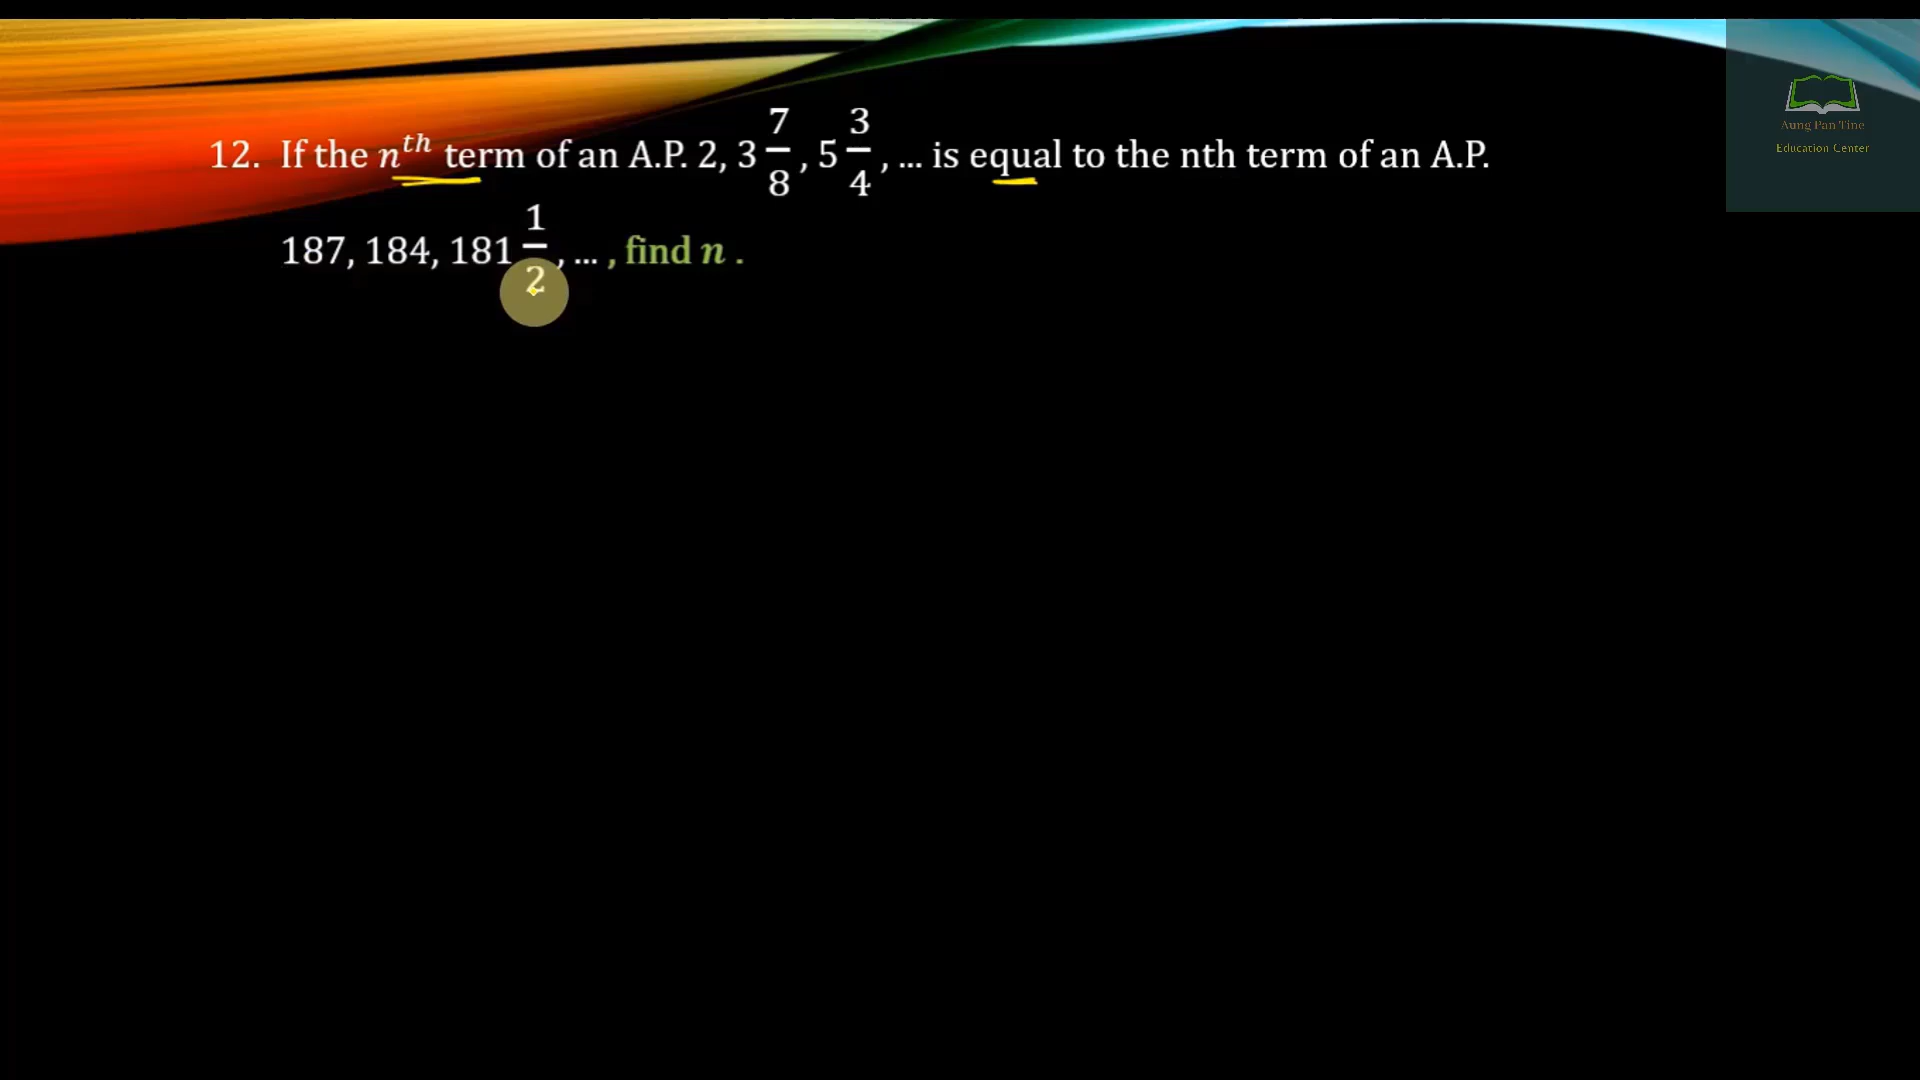 12. If the nᵗʰ term of an A.P. 2, 3 7/8, 5 3/4, ... is equal to the nth term of an A.P.
187, 184, 181 1/2, ... , find n .
Aung Pan Tine
Education Center